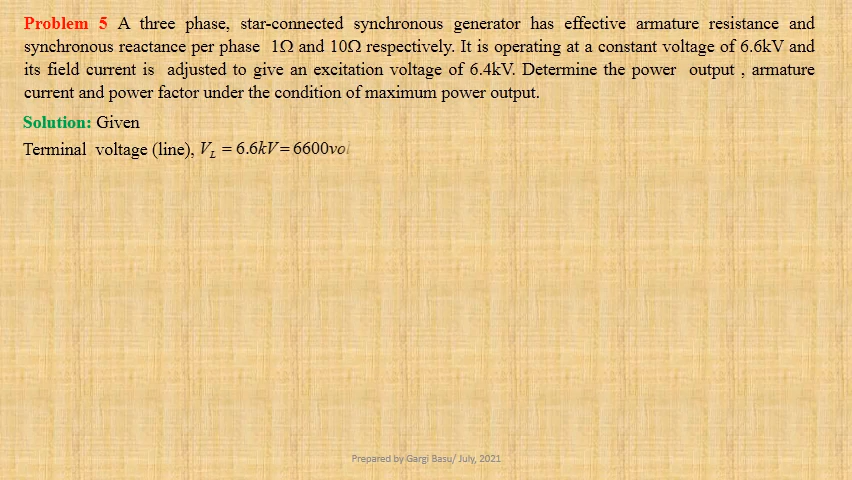 Problem 5 A three phase, star-connected synchronous generator has effective armature resistance and
synchronous reactance per phase 1Ω and 10Ω respectively. It is operating at a constant voltage of 6.6kV and
its field current is adjusted to give an excitation voltage of 6.4kV. Determine the power output , armature
current and power factor under the condition of maximum power output.
Solution: Given
Terminal voltage (line), V_L = 6.6kV = 6600vo
Prepared by Gargi Basu/ July, 2021